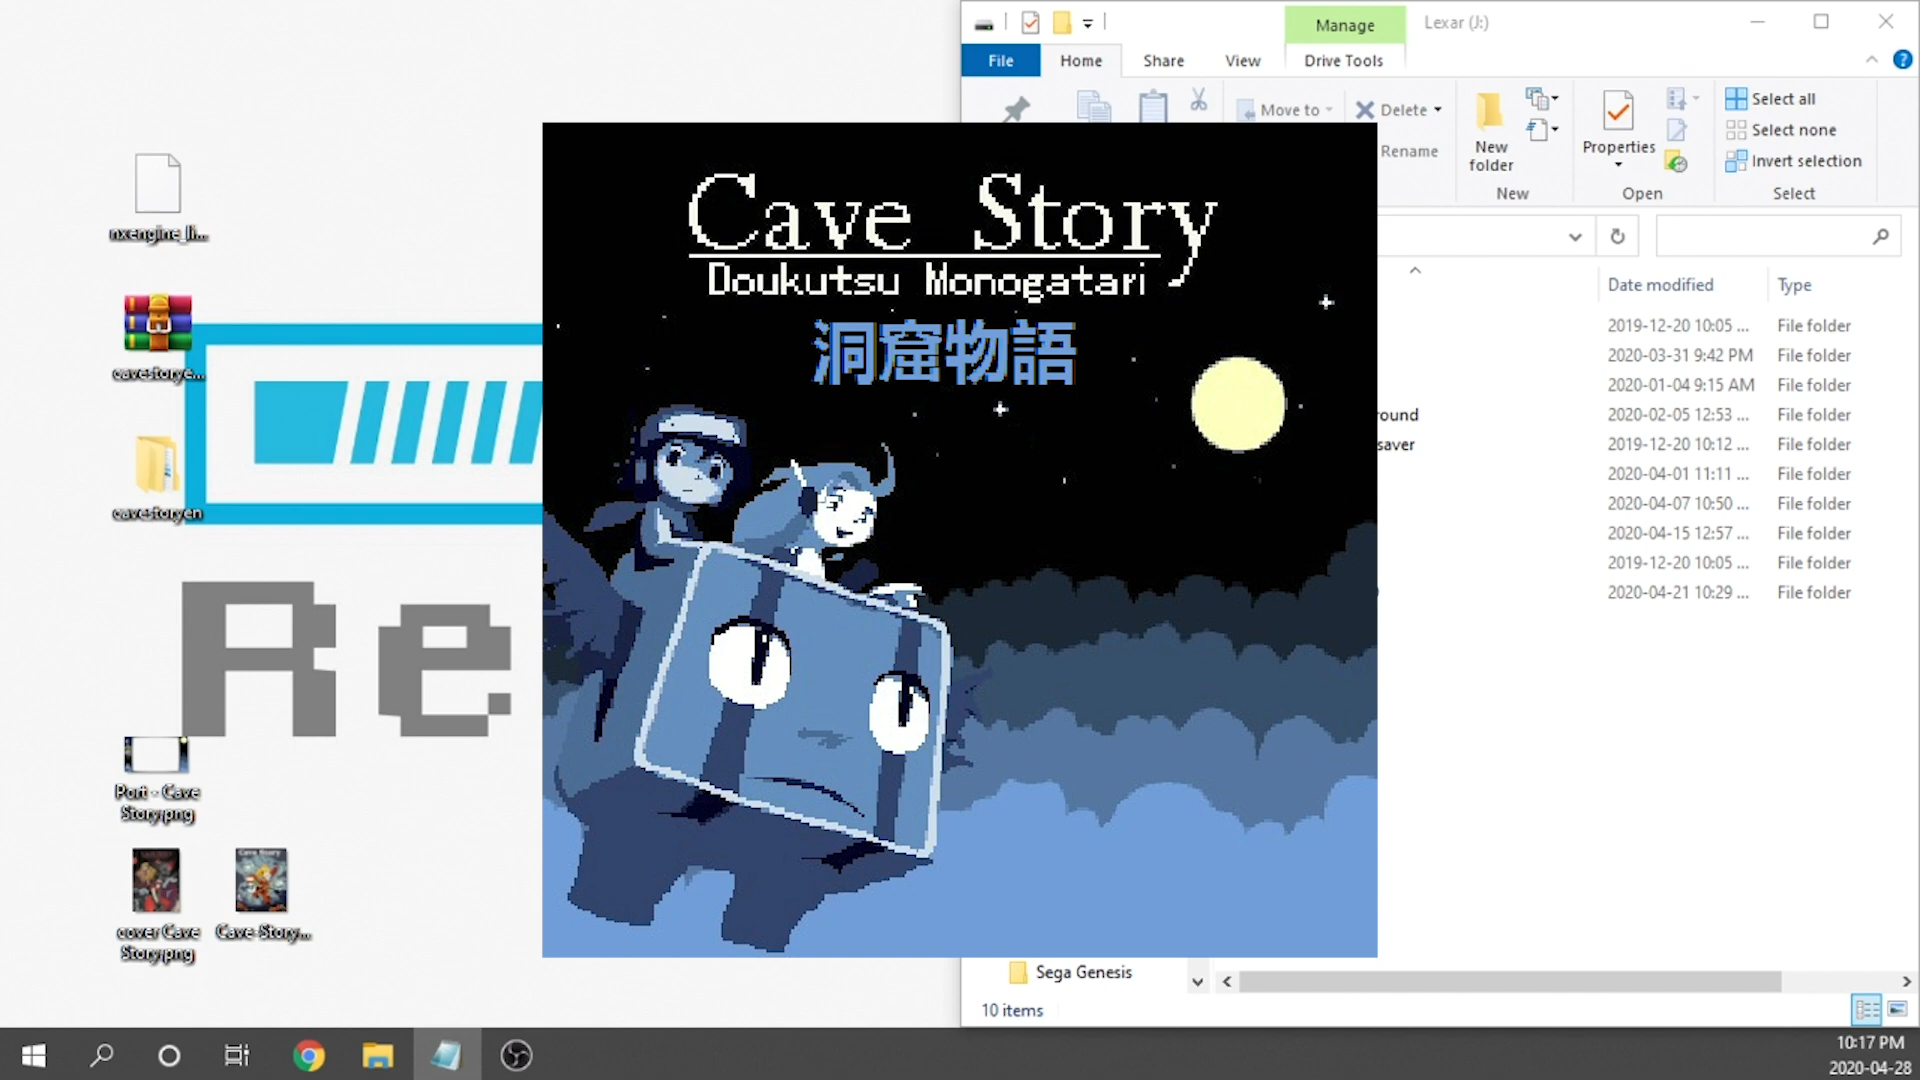 Manage
Lexar (J:)
File
Home
Share
View
Drive Tools
Move to
Delete
Rename
New
folder
Properties
Select all
Select none
Invert selection
New
Open
Select
nxengine_li...
cavestorye...
cavestoryen
Re
Port - Cave
Story.png
cover Cave
Story.png
Cave-Story...
Cave Story
Doukutsu Monogatari
洞窟物語
Date modified
Type
2019-12-20 10:05 ...
File folder
2020-03-31 9:42 PM
File folder
2020-01-04 9:15 AM
File folder
round
2020-02-05 12:53 ...
File folder
saver
2019-12-20 10:12 ...
File folder
2020-04-01 11:11 ...
File folder
2020-04-07 10:50 ...
File folder
2020-04-15 12:57 ...
File folder
2019-12-20 10:05 ...
File folder
2020-04-21 10:29 ...
File folder
Sega Genesis
10 items
10:17 PM
2020-04-28